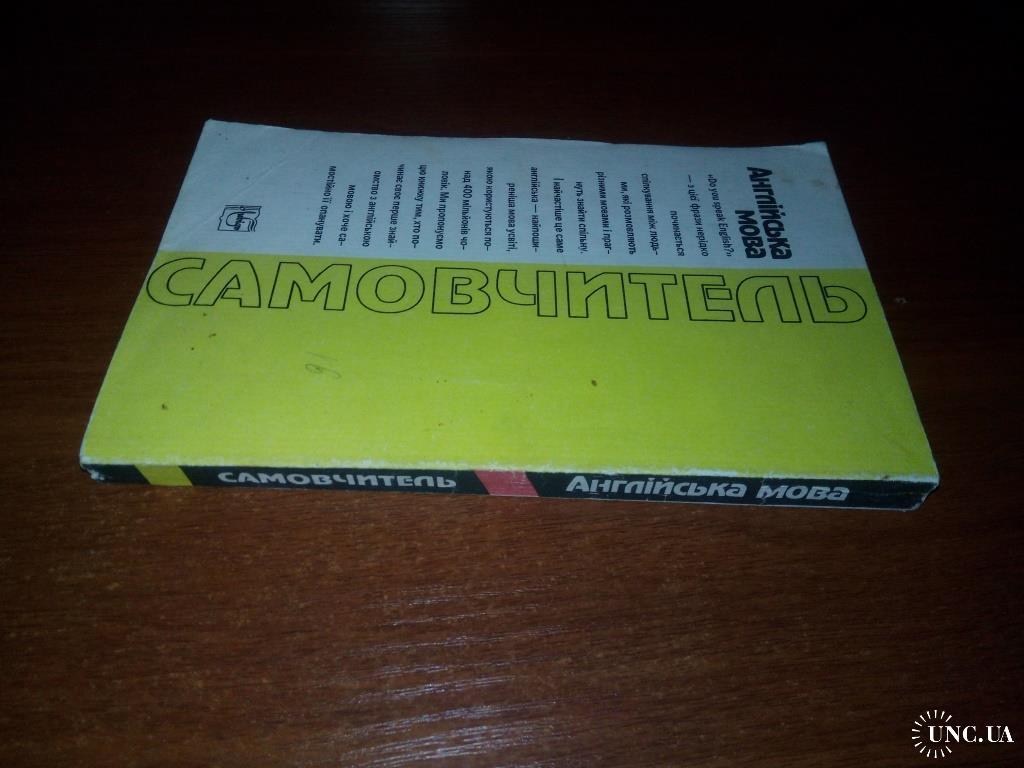 Англійська
мова
«Do you speak English?»
— з цієї фрази нерідко
починається
спілкування між людь-
ми, які розмовляють
різними мовами і праг-
нуть знайти спільну.
І найчастіше це саме
англійська — найпоши-
реніша мова у світі,
якою користуються по-
над 400 мільйонів чо-
ловік. Ми пропонуємо
цю книжку тим, хто по-
чинає своє перше знай-
омство з англійською
мовою і хоче са-
мостійно її опанувати.
САМОВЧИТЕЛЬ
91
САМОВЧИТЕЛЬ
Англійська мова
UNC.UA